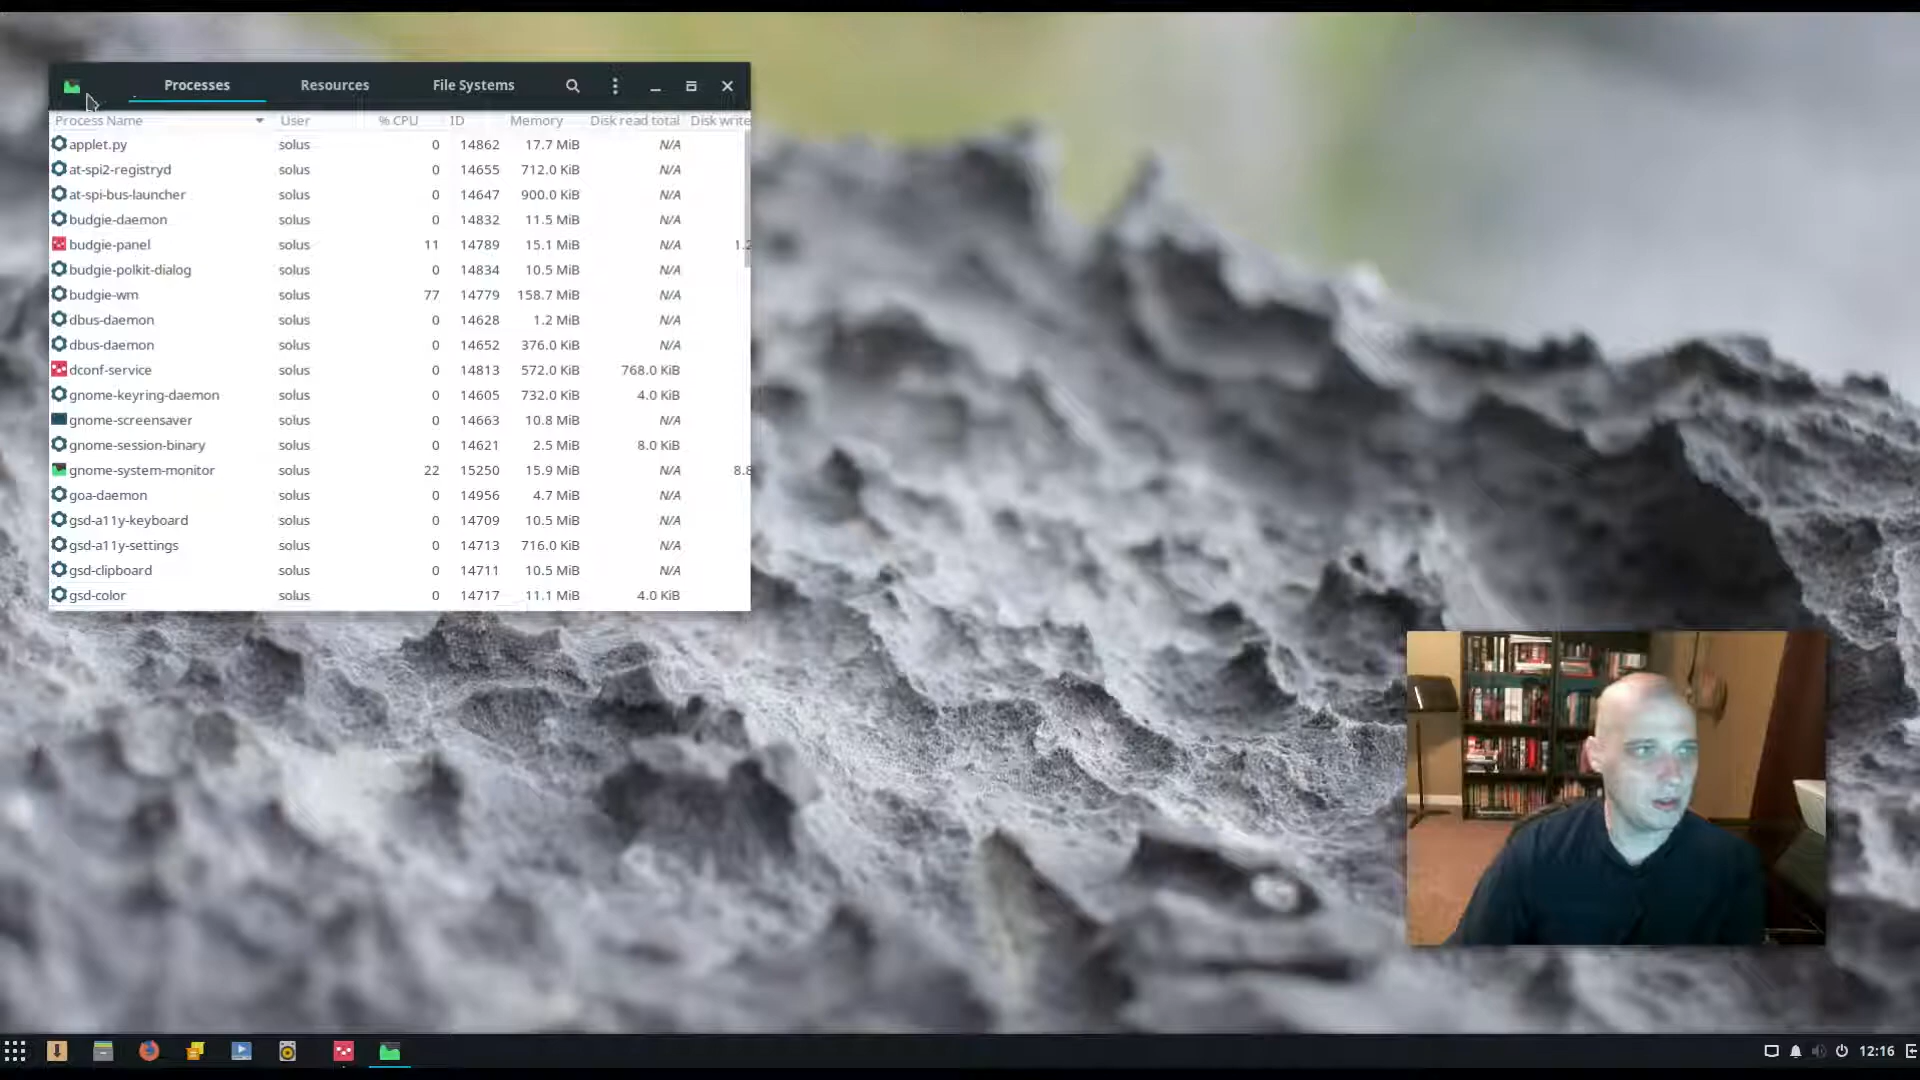 Processes Resources File Systems
Process Name User % CPU ID Memory Disk read total Disk write
applet.py solus 0 14862 17.7 MiB N/A
at-spi2-registryd solus 0 14655 712.0 KiB N/A
at-spi-bus-launcher solus 0 14647 900.0 KiB N/A
budgie-daemon solus 0 14832 11.5 MiB N/A
budgie-panel solus 11 14789 15.1 MiB N/A 1.2
budgie-polkit-dialog solus 0 14834 10.5 MiB N/A
budgie-wm solus 77 14779 158.7 MiB N/A
dbus-daemon solus 0 14628 1.2 MiB N/A
dbus-daemon solus 0 14652 376.0 KiB N/A
dconf-service solus 0 14813 572.0 KiB 768.0 KiB
gnome-keyring-daemon solus 0 14605 732.0 KiB 4.0 KiB
gnome-screensaver solus 0 14663 10.8 MiB N/A
gnome-session-binary solus 0 14621 2.5 MiB 8.0 KiB
gnome-system-monitor solus 22 15250 15.9 MiB N/A 8.8
goa-daemon solus 0 14956 4.7 MiB N/A
gsd-a11y-keyboard solus 0 14709 10.5 MiB N/A
gsd-a11y-settings solus 0 14713 716.0 KiB N/A
gsd-clipboard solus 0 14711 10.5 MiB N/A
gsd-color solus 0 14717 11.1 MiB 4.0 KiB
12:16